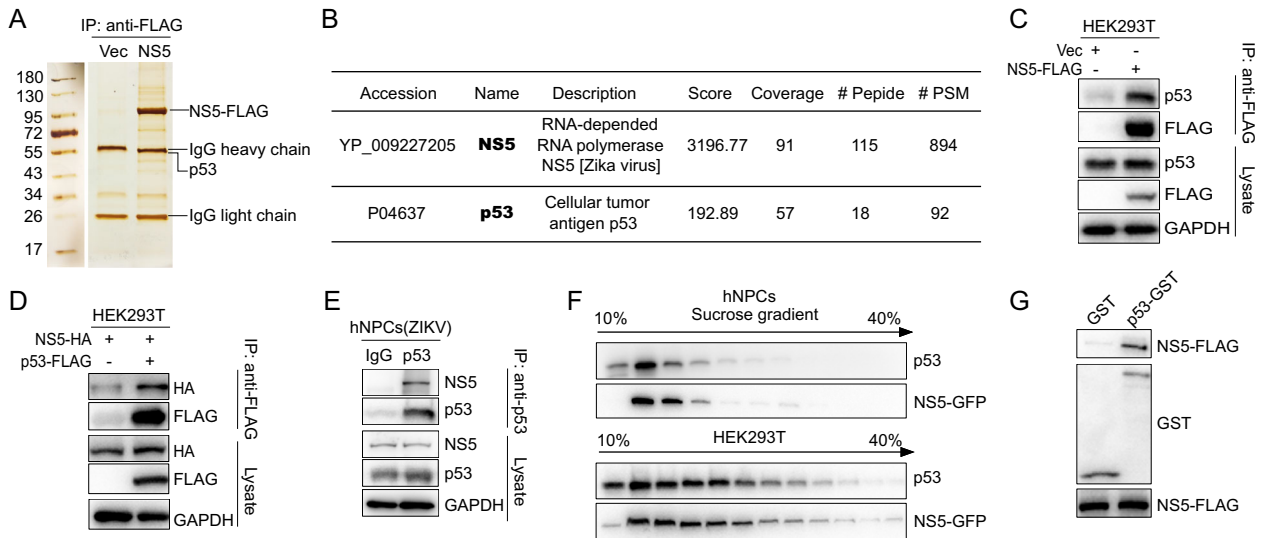 A
IP: anti-FLAG
Vec NS5
180
130
95
72
55
43
34
26
17
NS5-FLAG
IgG heavy chain
p53
IgG light chain
B
Accession Name Description Score Coverage # Pepide # PSM
YP_009227205 NS5 RNA-depended 3196.77 91 115 894
RNA polymerase
NS5 [Zika virus]
P04637 p53 Cellular tumor 192.89 57 18 92
antigen p53
C
HEK293T
Vec + -
NS5-FLAG - +
p53
FLAG
p53
FLAG
GAPDH
IP: anti-FLAG
Lysate
D
HEK293T
NS5-HA + +
p53-FLAG - +
HA
FLAG
HA
FLAG
GAPDH
IP: anti-FLAG
Lysate
E
hNPCs(ZIKV)
IgG p53
NS5
p53
NS5
p53
GAPDH
IP: anti-p53
Lysate
F
hNPCs
Sucrose gradient
10% 40%
p53
NS5-GFP
HEK293T
10% 40%
p53
NS5-GFP
G
GST p53-GST
NS5-FLAG
GST
NS5-FLAG